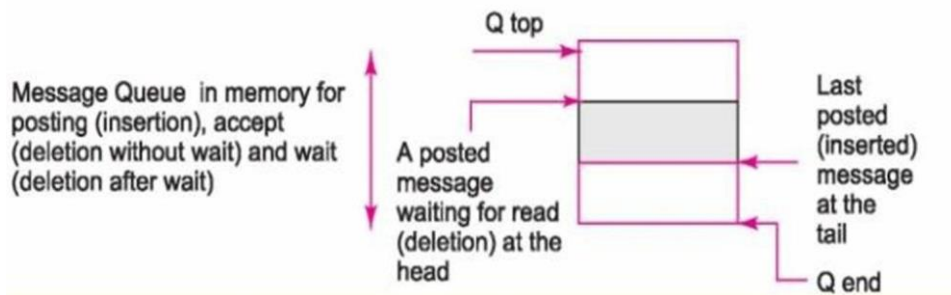 Q top
Message Queue in memory for
posting (insertion), accept
(deletion without wait) and wait
(deletion after wait)
A posted
message
waiting for read
(deletion) at the
head
Last
posted
(inserted)
message
at the
tail
Q end